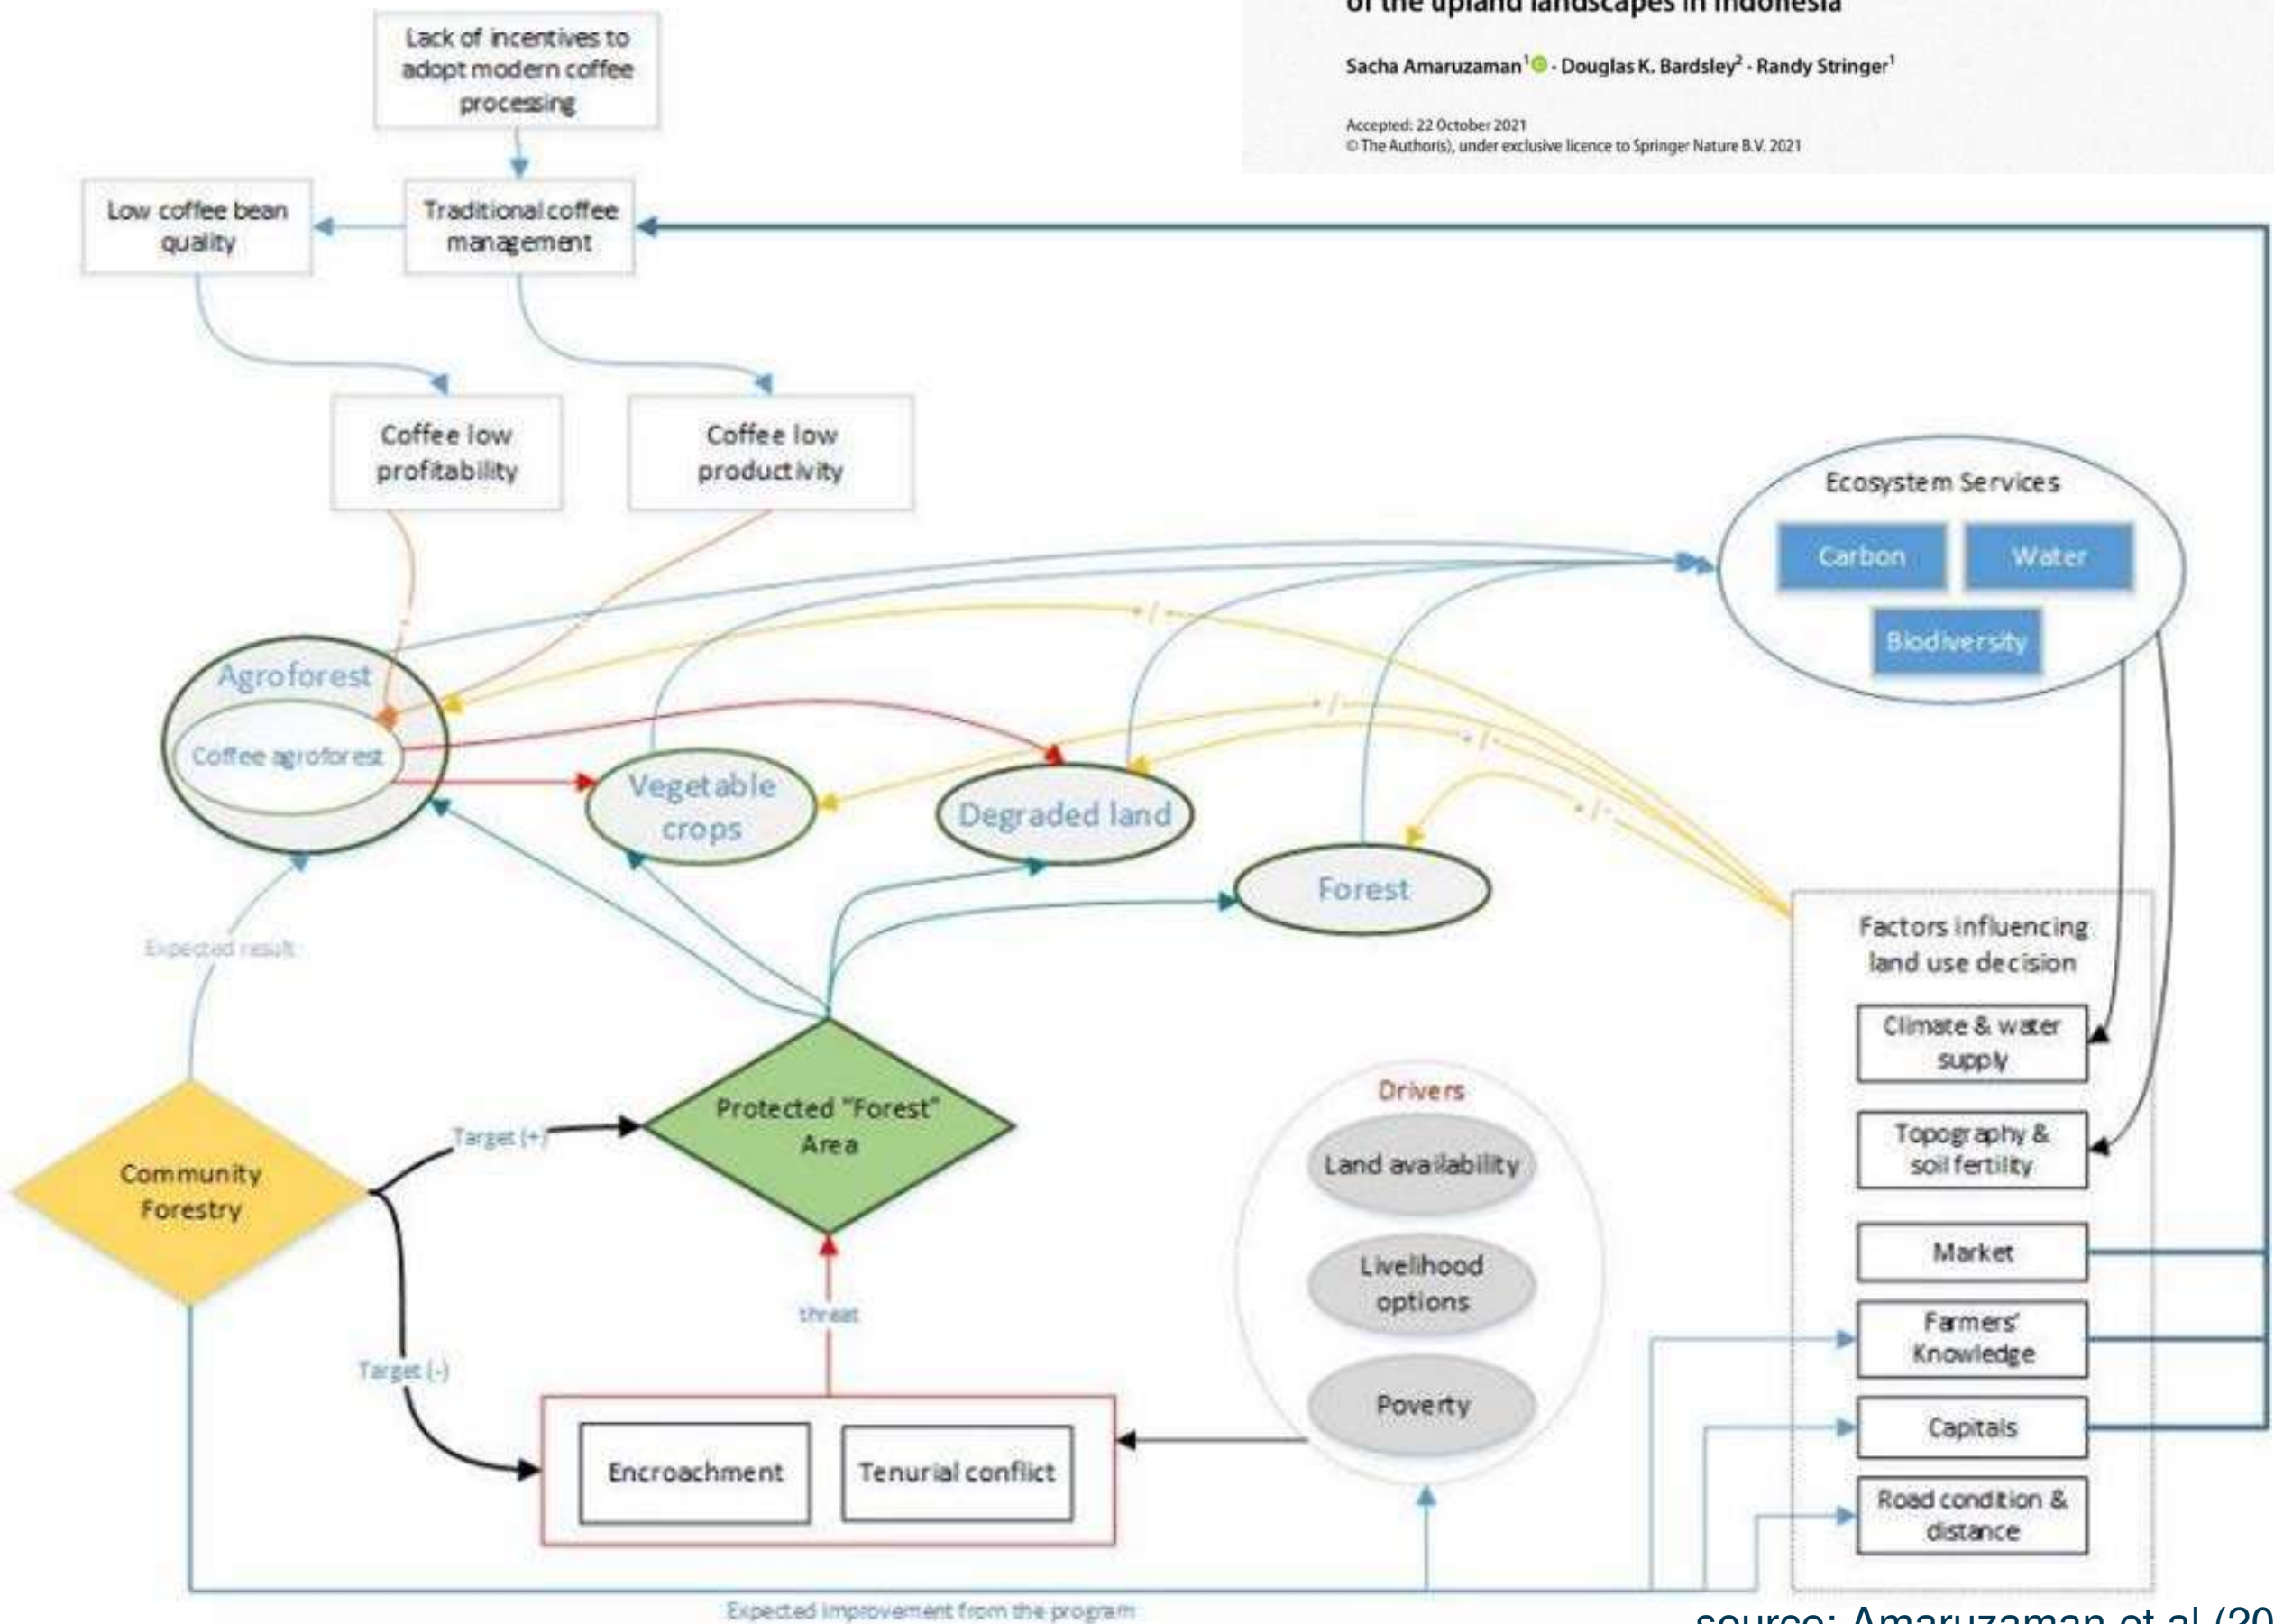 of the upland landscapes in Indonesia
Sacha Amaruzaman¹ · Douglas K. Bardsley² · Randy Stringer¹
Accepted: 22 October 2021
© The Author(s), under exclusive licence to Springer Nature B.V. 2021
Lack of incentives to
adopt modern coffee
processing
Low coffee bean
quality
Traditional coffee
management
Coffee low
profitability
Coffee low
productivity
Ecosystem Services
Carbon
Water
Biodiversity
Agroforest
Coffee agroforest
Vegetable
crops
Degraded land
Forest
+/-
+/-
+/-
+/-
-
-
Expected result
Factors influencing
land use decision
Climate & water
supply
Topography &
soil fertility
Market
Farmers'
Knowledge
Capitals
Road condition &
distance
Community
Forestry
Target (+)
Target (-)
Protected "Forest"
Area
threat
Encroachment
Tenurial conflict
Drivers
Land availability
Livelihood
options
Poverty
Expected improvement from the program
source: Amaruzaman et al (20